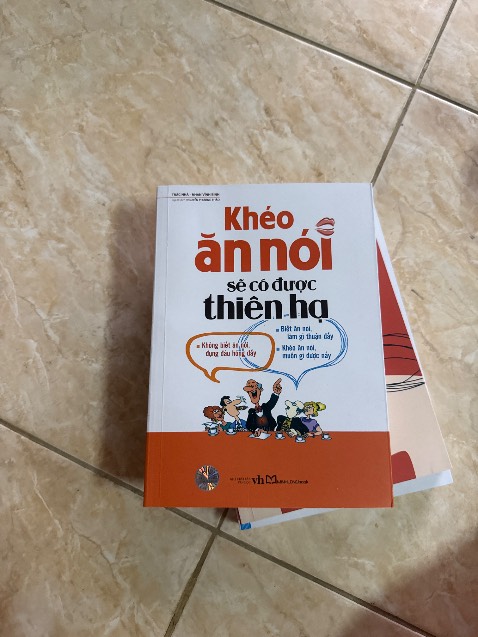 Khéo
ăn nói
sẽ có được
thiên hạ
Không biết ăn nói,
đụng đâu hỏng đấy
Biết ăn nói,
làm gì thuận đấy
Khéo ăn nói,
muốn gì được nấy
vh